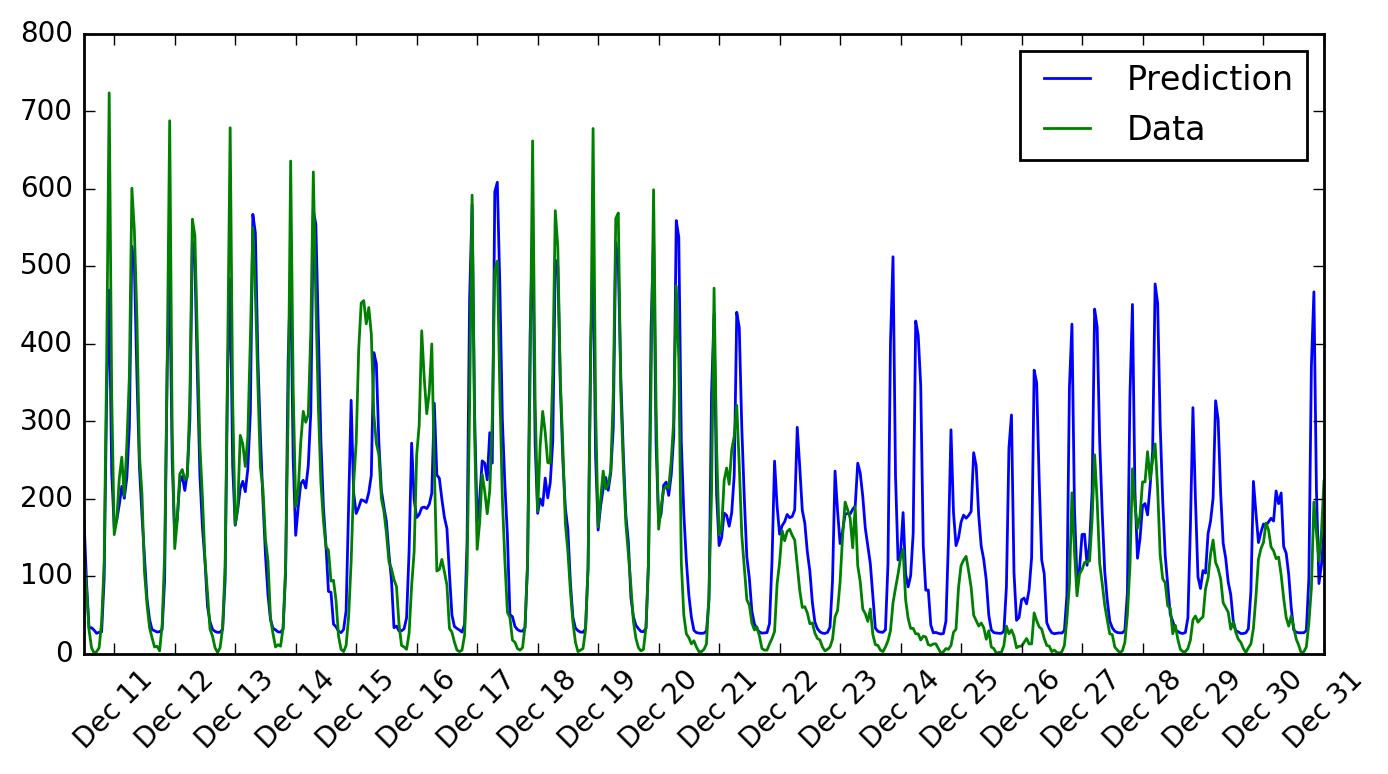 800
700
600
500
400
300
200
100
0
Prediction
Data
Dec 11
Dec 12
Dec 13
Dec 14
Dec 15
Dec 16
Dec 17
Dec 18
Dec 19
Dec 20
Dec 21
Dec 22
Dec 23
Dec 24
Dec 25
Dec 26
Dec 27
Dec 28
Dec 29
Dec 30
Dec 31